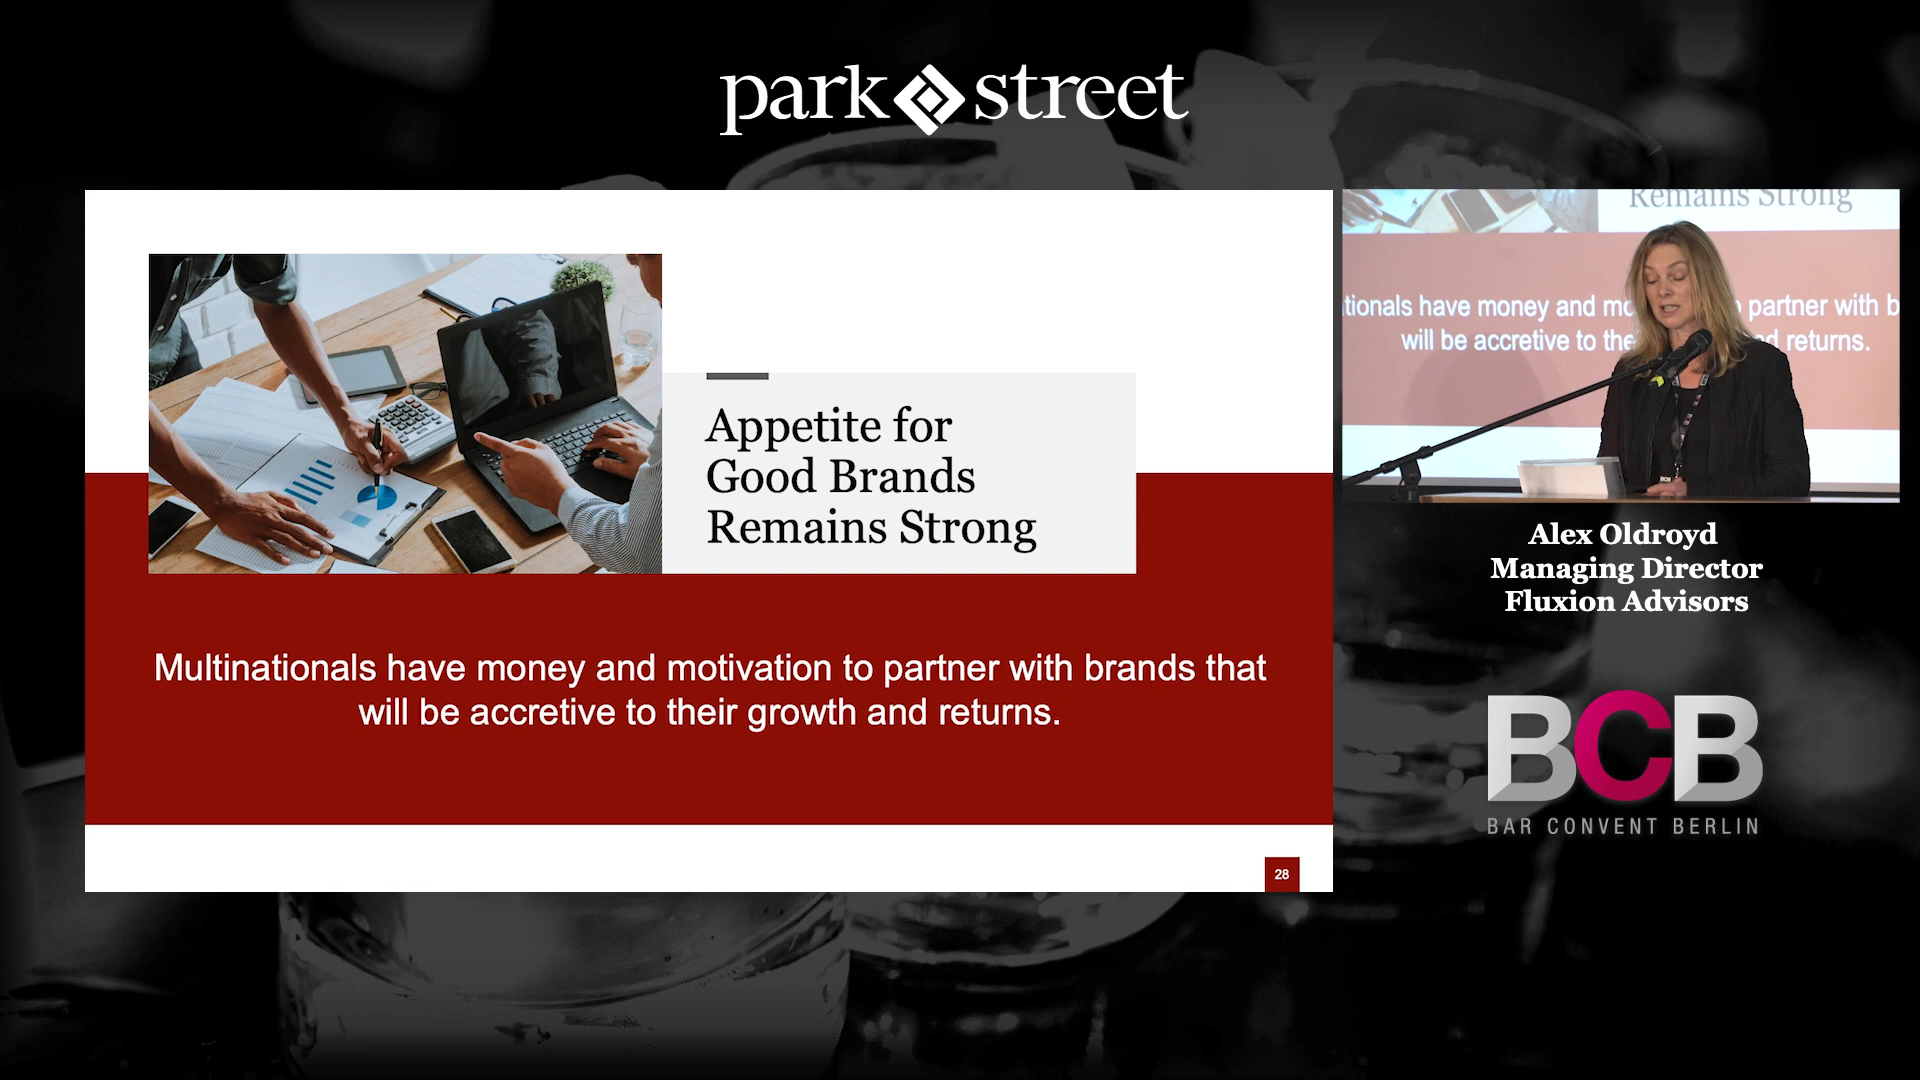 park street
Appetite for
Good Brands
Remains Strong
Multinationals have money and motivation to partner with brands that
will be accretive to their growth and returns.
28
Remains Strong
tionals have money and mo partner with b
will be accretive to the nd returns.
Alex Oldroyd
Managing Director
Fluxion Advisors
BCB
BAR CONVENT BERLIN